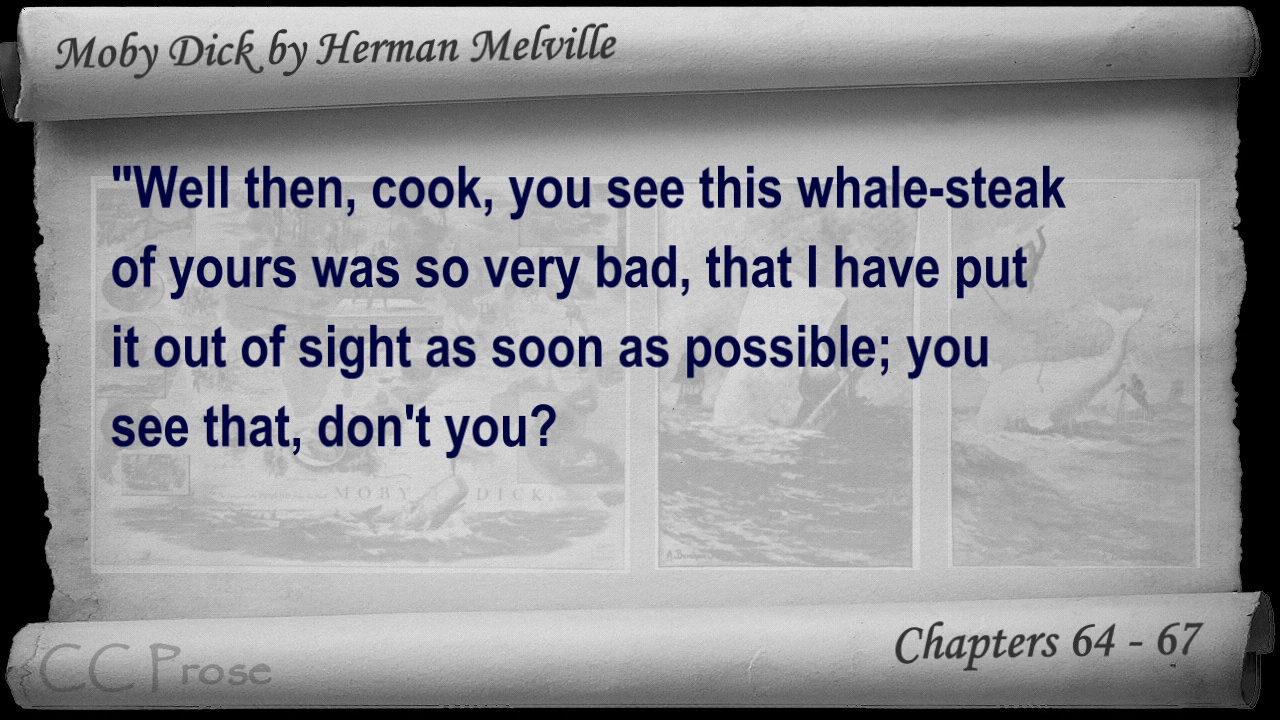 Moby Dick by Herman Melville
"Well then, cook, you see this whale-steak
of yours was so very bad, that I have put
it out of sight as soon as possible; you
see that, don't you?
MOBY DICK
Chapters 64 - 67
CC Prose